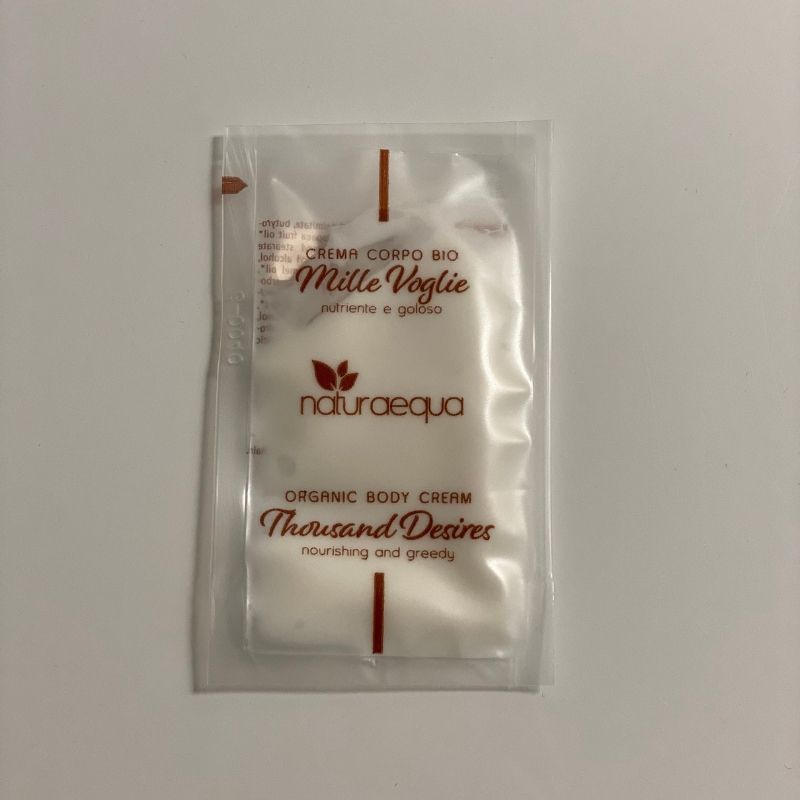 CREMA CORPO BIO
Mille Voglie
nutriente e goloso
naturaequa
ORGANIC BODY CREAM
Thousand Desires
nourishing and greedy